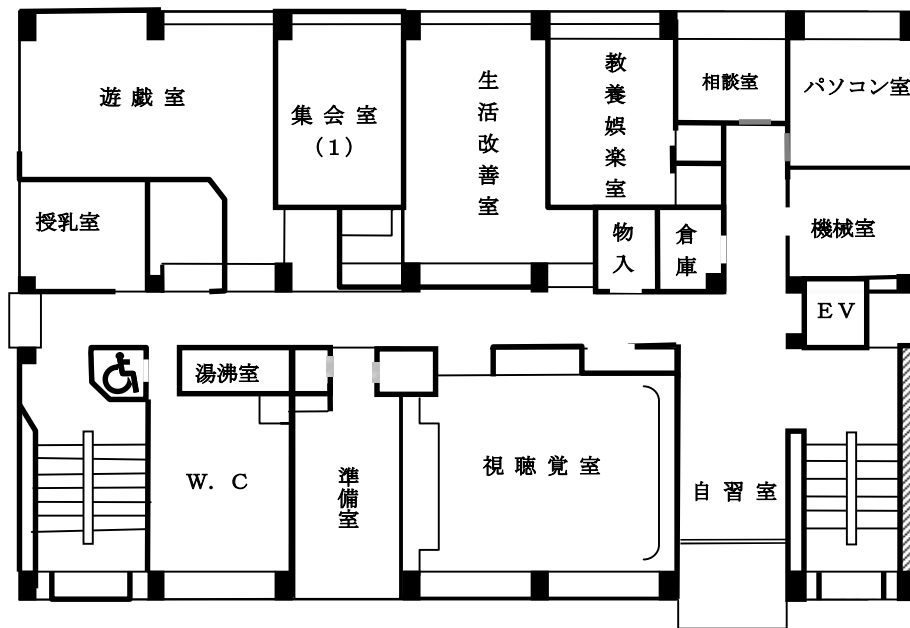 遊戯室
集会室
（１）
生活改善室
教養娯楽室
相談室
パソコン室
授乳室
物入
倉庫
機械室
ＥＶ
湯沸室
Ｗ．Ｃ
準備室
視聴覚室
自習室